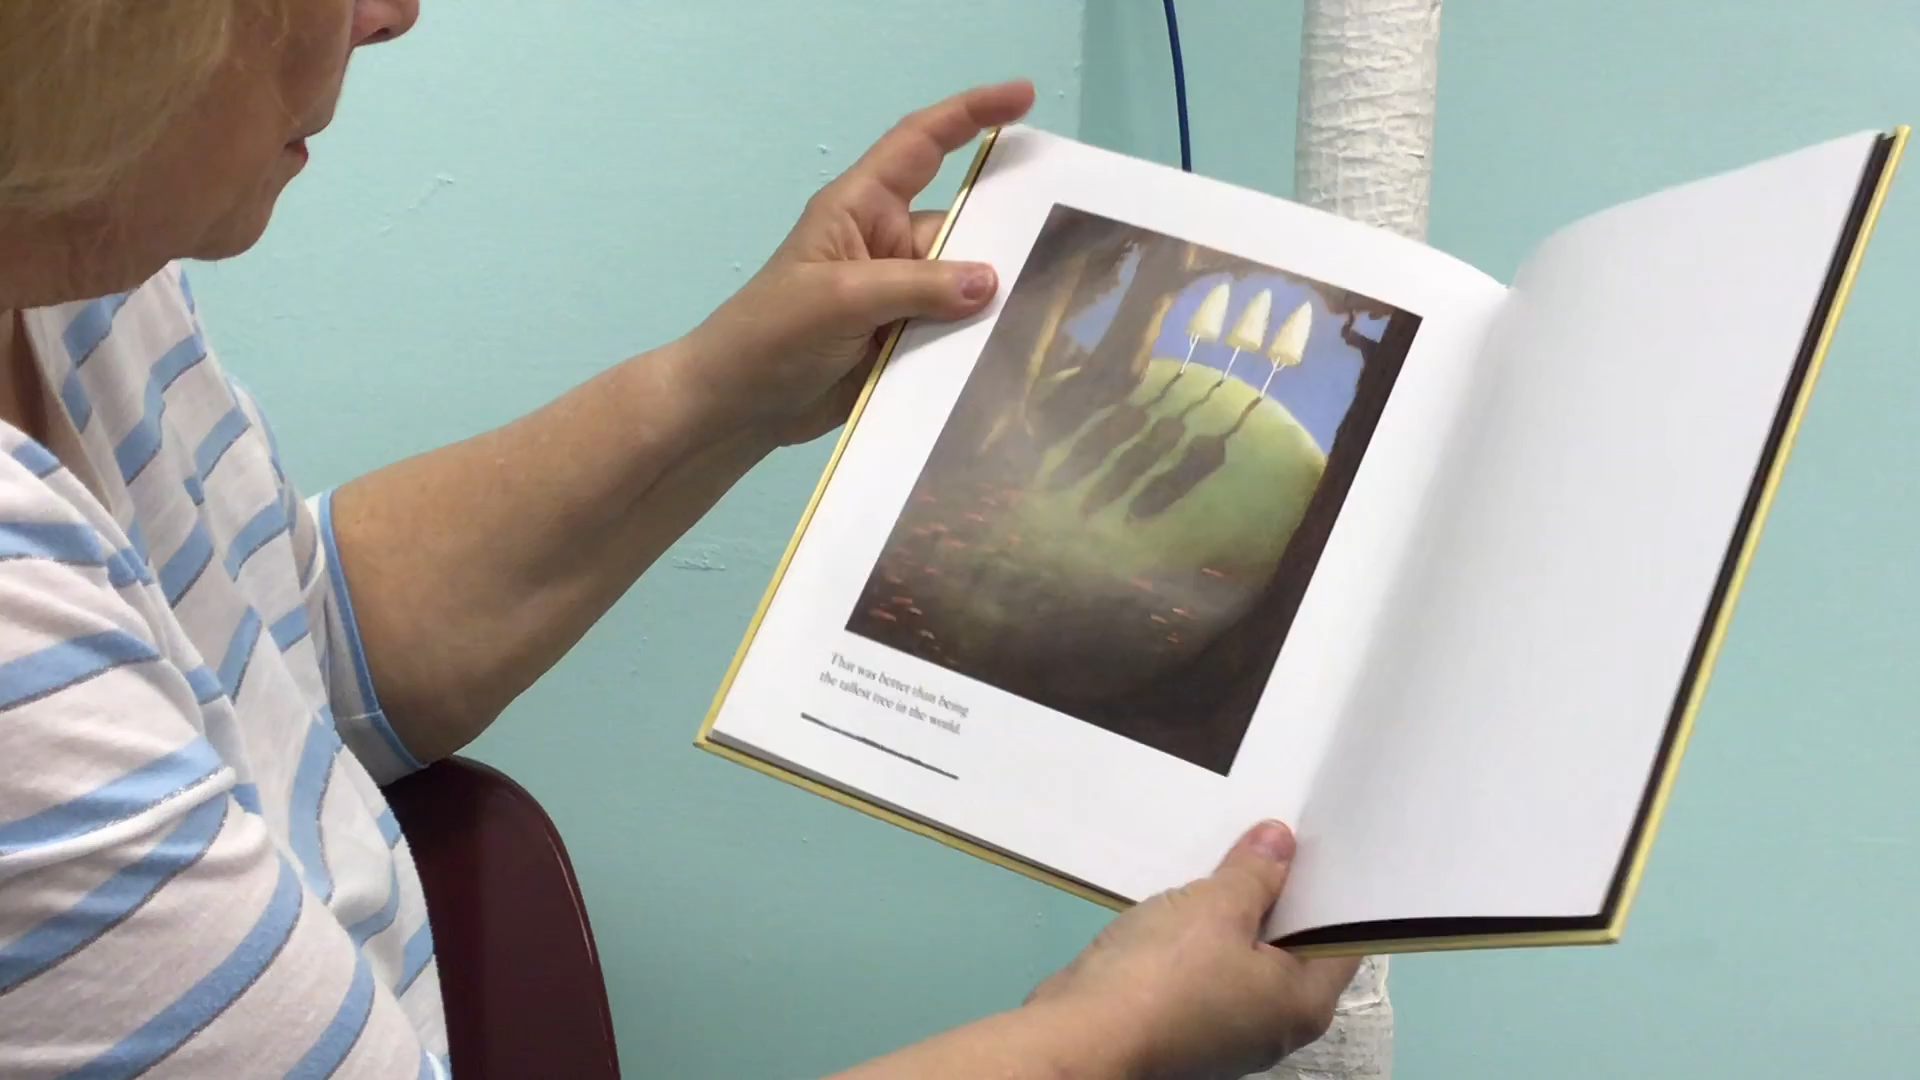 That was better than being
the tallest tree in the world.